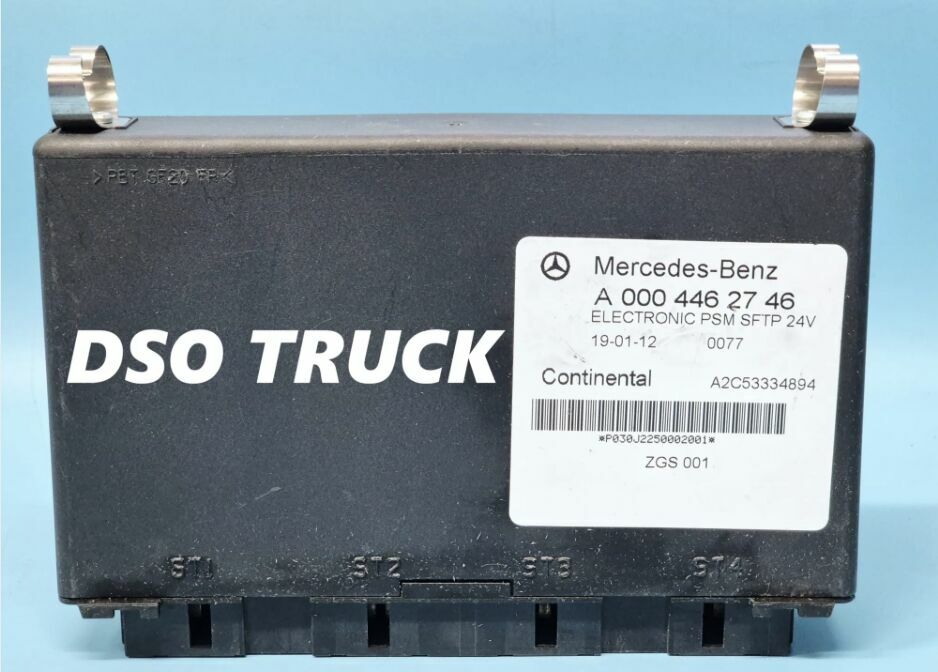 >PBT GF20 FR<
Mercedes-Benz
A 000 446 27 46
ELECTRONIC PSM SFTP 24V
19-01-12 0077
DSO TRUCK
Continental A2C53334894
*P030J2250002001*
ZGS 001
ST1 ST2 ST3 ST4